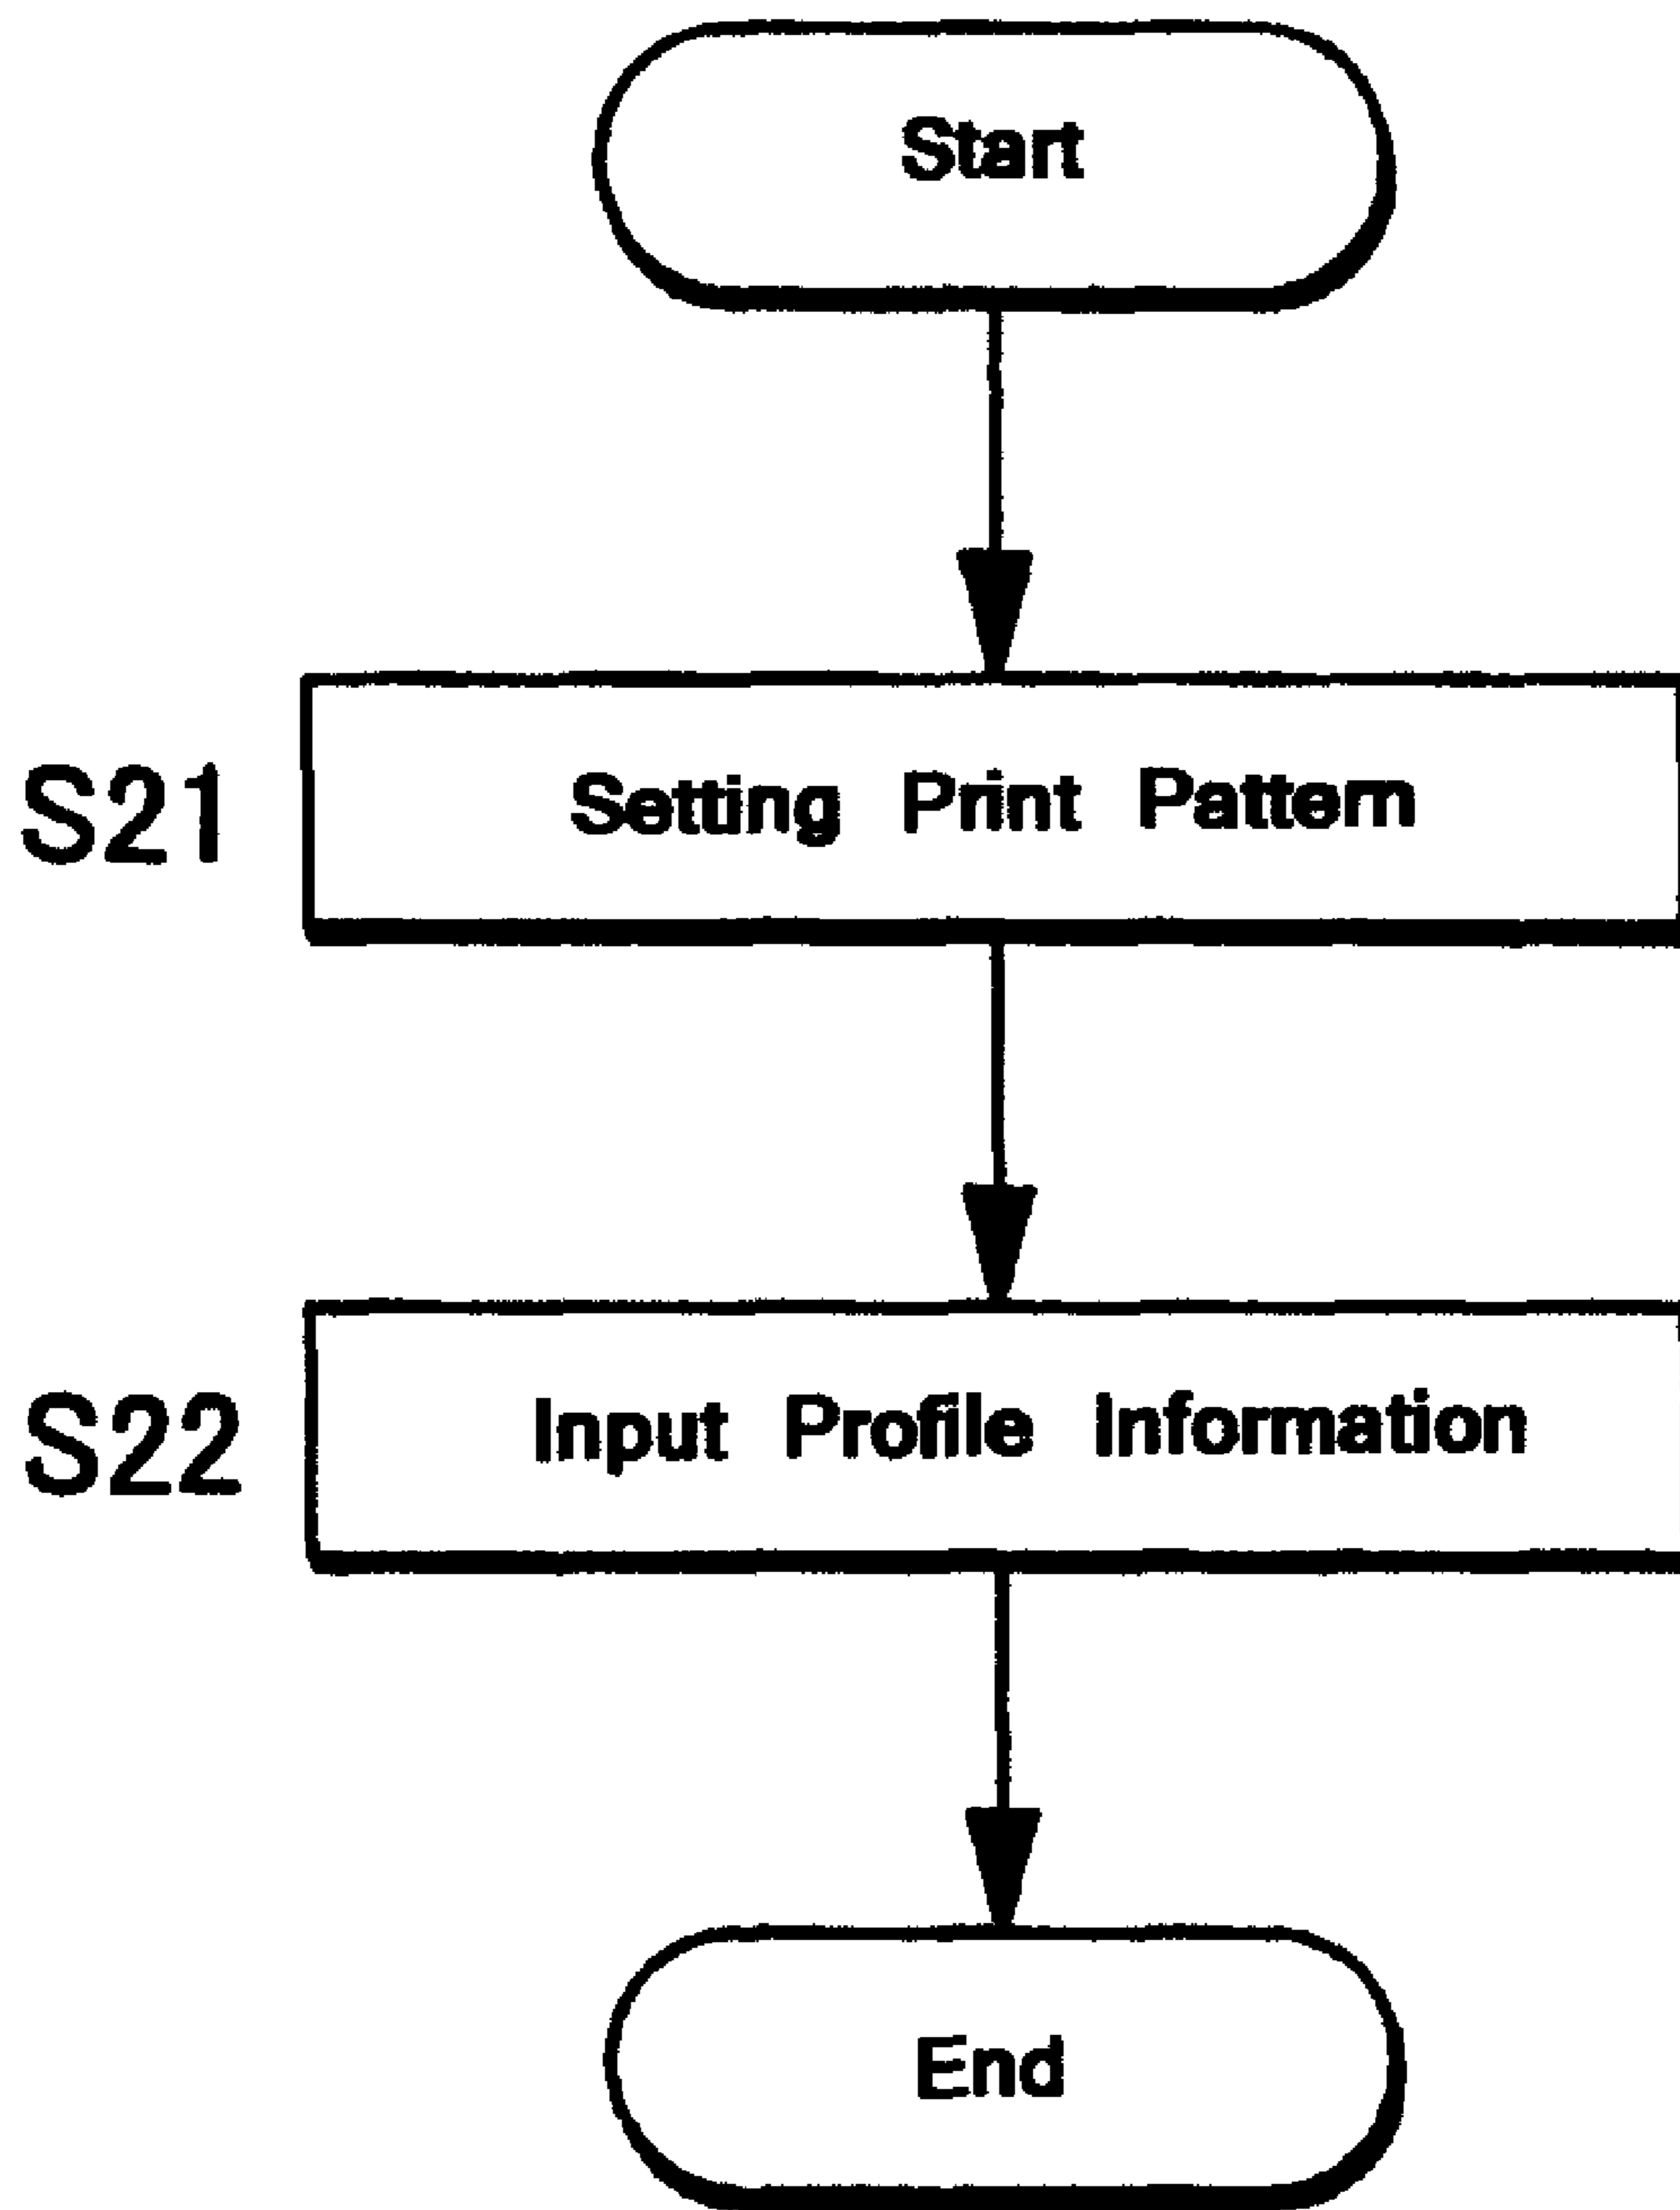 Start
S21
Setting Print Pattern
S22
Input Profile Information
End